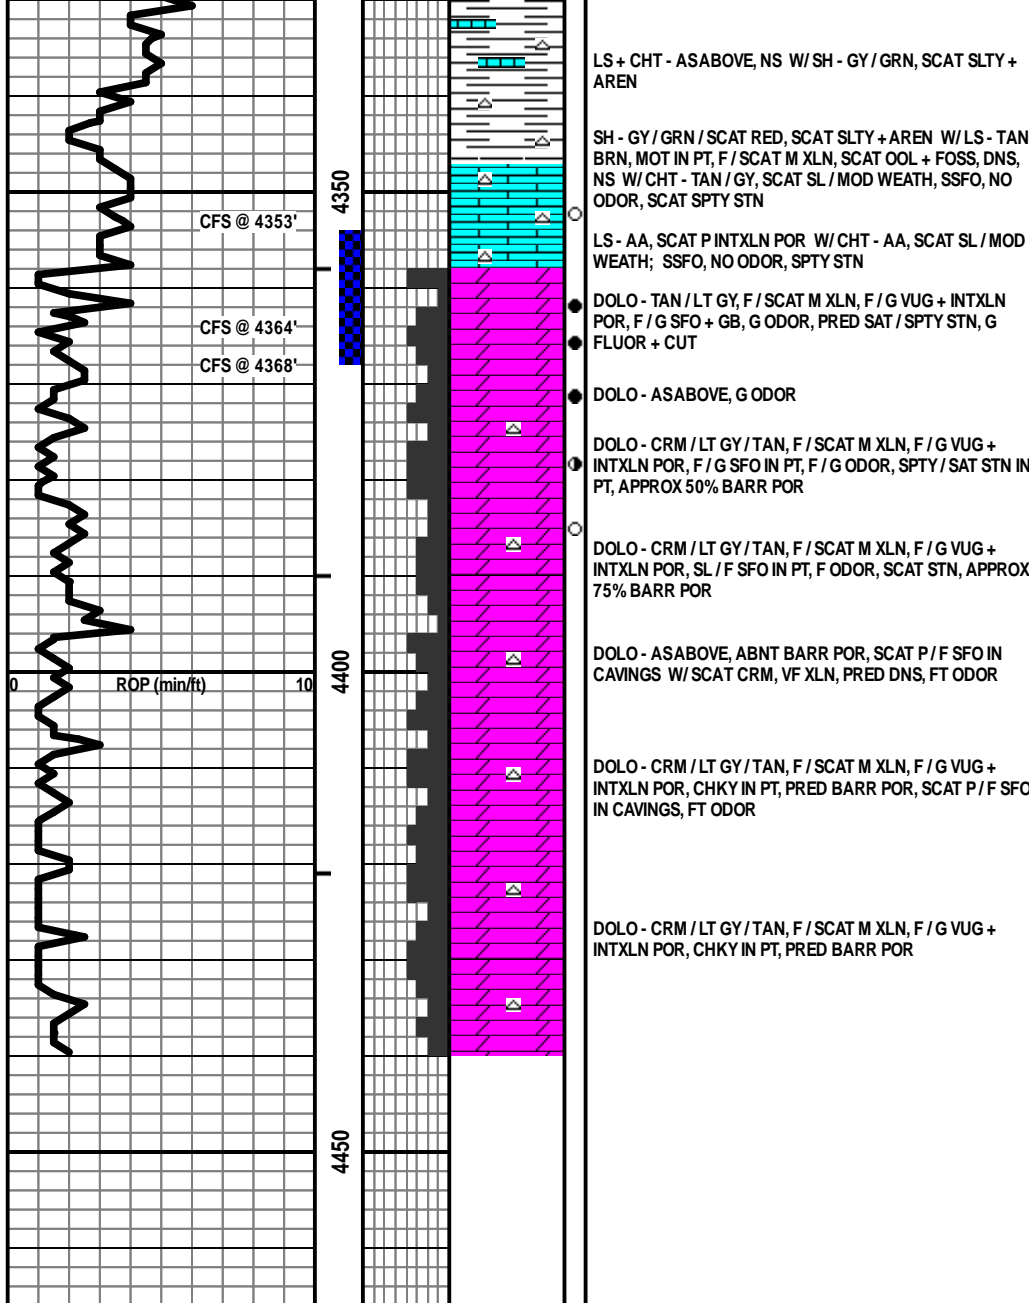 LS + CHT - ASABOVE, NS W/ SH - GY / GRN, SCAT SLTY +
AREN
SH - GY / GRN / SCAT RED, SCAT SLTY + AREN W/ LS - TAN
BRN, MOT IN PT, F / SCAT M XLN, SCAT OOL + FOSS, DNS,
NS W/ CHT - TAN / GY, SCAT SL / MOD WEATH, SSFO, NO
ODOR, SCAT SPTY STN
4350
CFS @ 4353'
LS - AA, SCAT P INTXLN POR W/ CHT - AA, SCAT SL / MOD
WEATH; SSFO, NO ODOR, SPTY STN
DOLO - TAN / LT GY, F / SCAT M XLN, F / G VUG + INTXLN
POR, F / G SFO + GB, G ODOR, PRED SAT / SPTY STN, G
FLUOR + CUT
CFS @ 4364'
CFS @ 4368'
DOLO - ASABOVE, G ODOR
DOLO - CRM / LT GY / TAN, F / SCAT M XLN, F / G VUG +
INTXLN POR, F / G SFO IN PT, F / G ODOR, SPTY / SAT STN IN
PT, APPROX 50% BARR POR
DOLO - CRM / LT GY / TAN, F / SCAT M XLN, F / G VUG +
INTXLN POR, SL / F SFO IN PT, F ODOR, SCAT STN, APPROX
75% BARR POR
DOLO - ASABOVE, ABNT BARR POR, SCAT P / F SFO IN
CAVINGS W/ SCAT CRM, VF XLN, PRED DNS, FT ODOR
4400
0 ROP (min/ft) 10
DOLO - CRM / LT GY / TAN, F / SCAT M XLN, F / G VUG +
INTXLN POR, CHKY IN PT, PRED BARR POR, SCAT P / F SFO
IN CAVINGS, FT ODOR
DOLO - CRM / LT GY / TAN, F / SCAT M XLN, F / G VUG +
INTXLN POR, CHKY IN PT, PRED BARR POR
4450